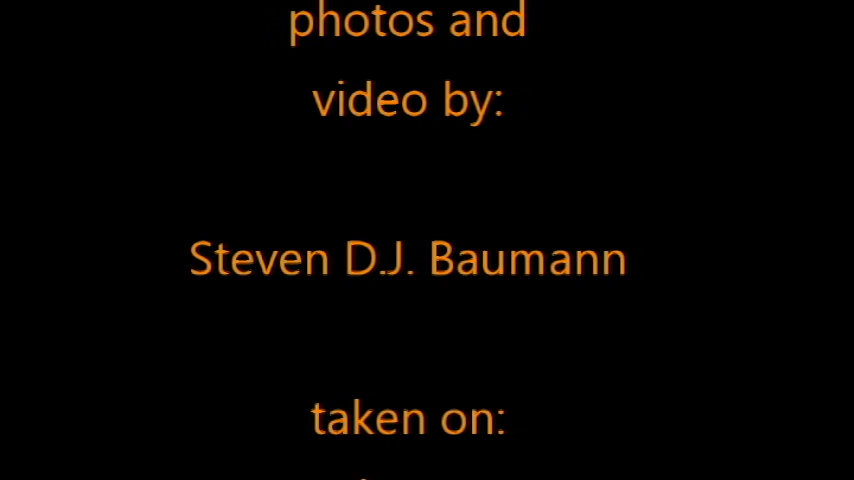 photos and
video by:
Steven D.J. Baumann
taken on: